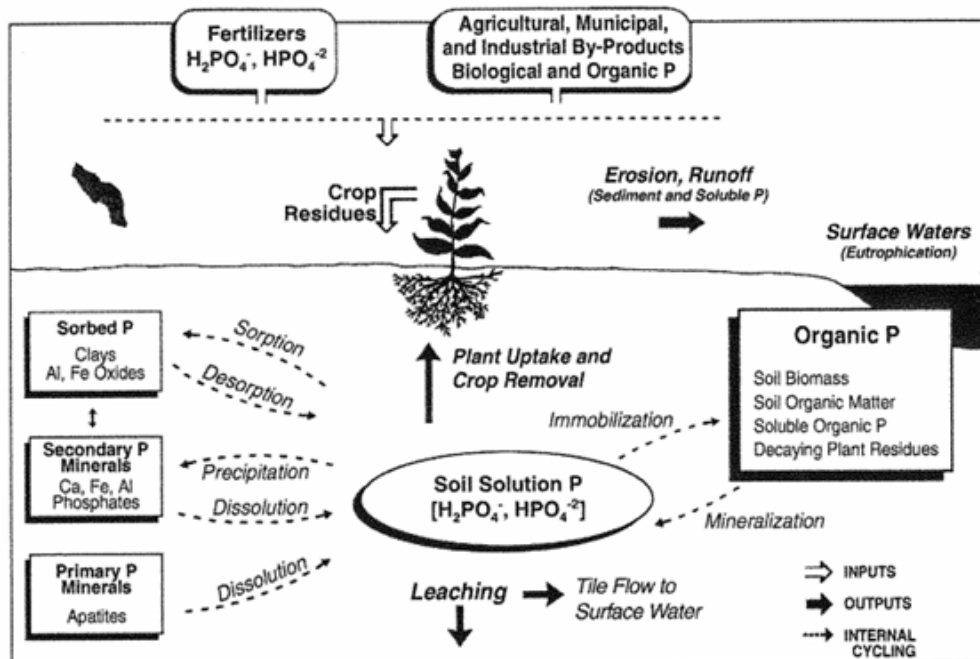 Fertilizers
H₂PO₄⁻, HPO₄⁻²
Agricultural, Municipal,
and Industrial By-Products
Biological and Organic P
Crop
Residues
Erosion, Runoff
(Sediment and Soluble P)
Surface Waters
(Eutrophication)
Sorbed P
Clays
Al, Fe Oxides
Sorption
Desorption
Plant Uptake and
Crop Removal
Organic P
Soil Biomass
Soil Organic Matter
Soluble Organic P
Decaying Plant Residues
Immobilization
Secondary P
Minerals
Ca, Fe, Al
Phosphates
Precipitation
Dissolution
Soil Solution P
[H₂PO₄⁻, HPO₄⁻²]
Mineralization
Primary P
Minerals
Apatites
Dissolution
Leaching
Tile Flow to
Surface Water
INPUTS
OUTPUTS
INTERNAL
CYCLING